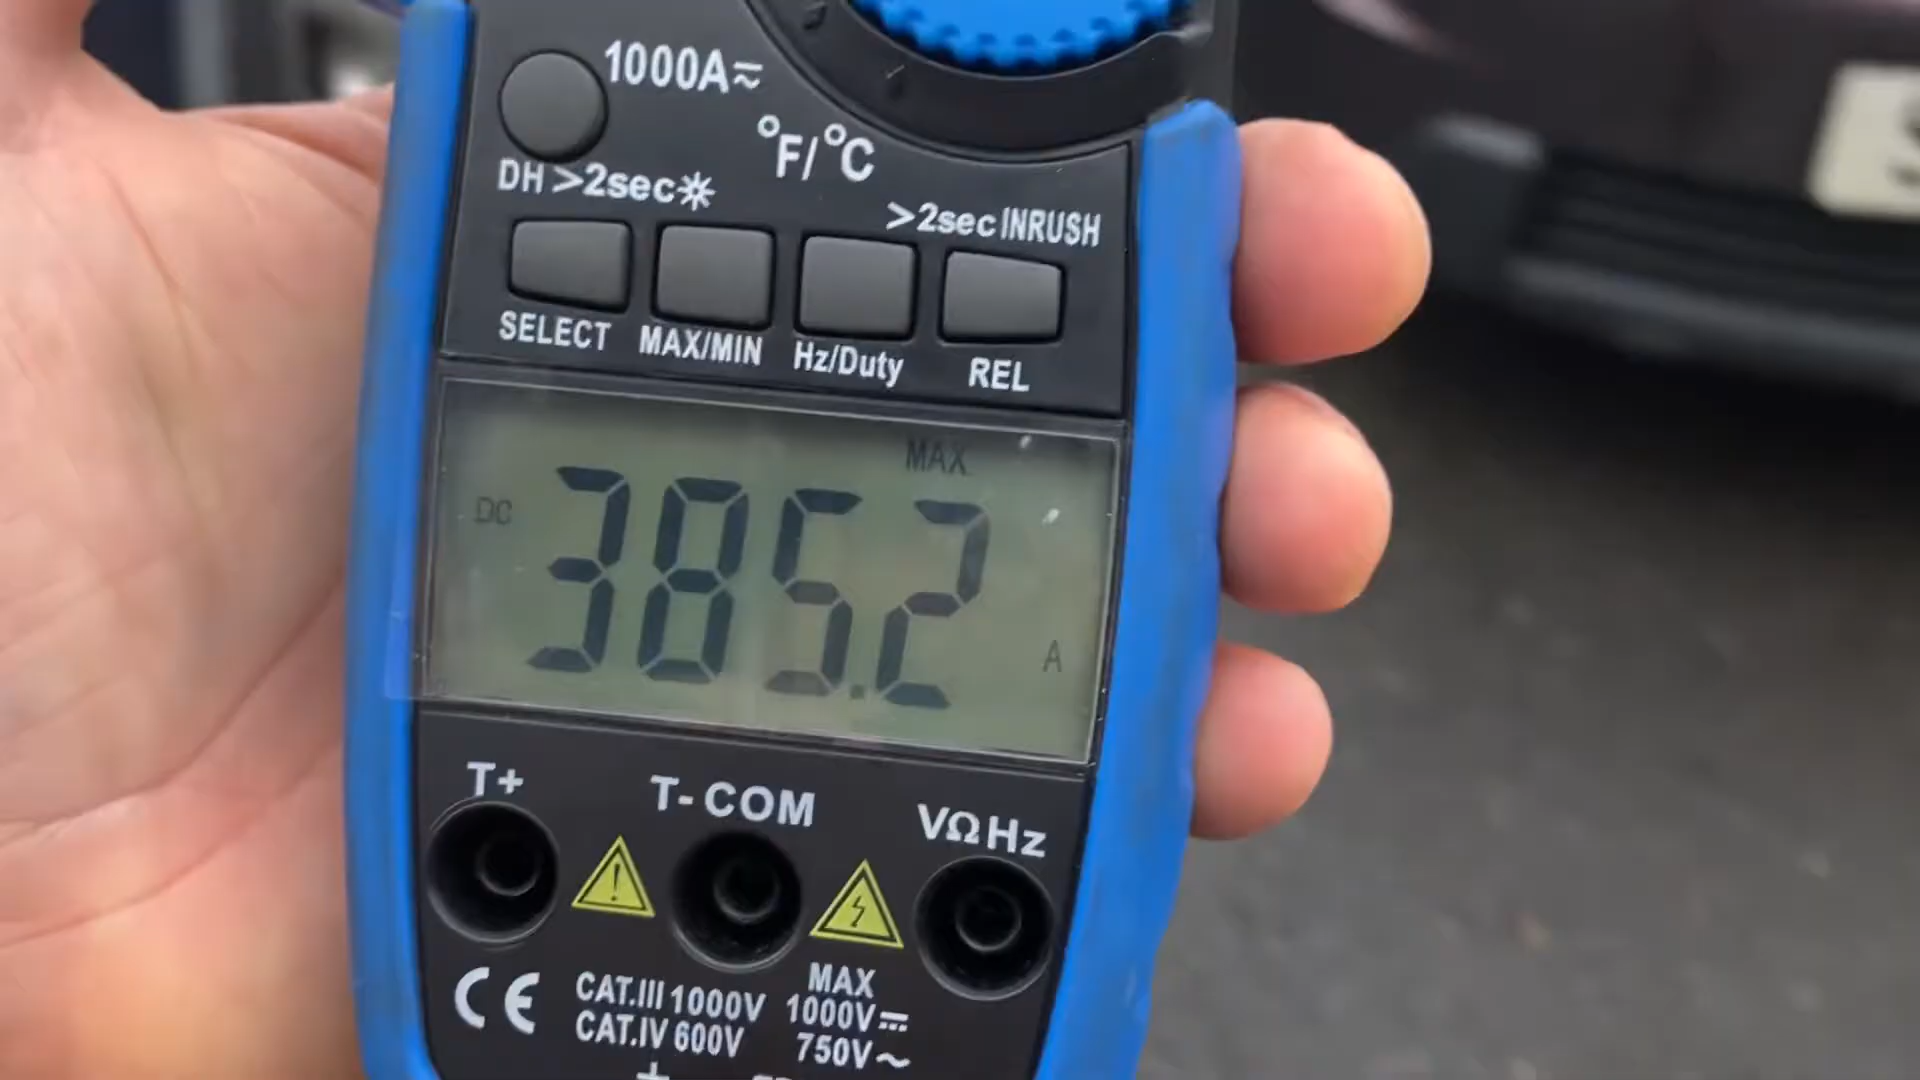 1000A⎓~
°F/°C
DH >2sec☼
>2sec INRUSH
SELECT MAX/MIN Hz/Duty REL
MAX
DC 385.2 A
T+ T- COM VΩHz
CE
CAT.III 1000V
CAT.IV 600V
MAX
1000V⎓
750V~